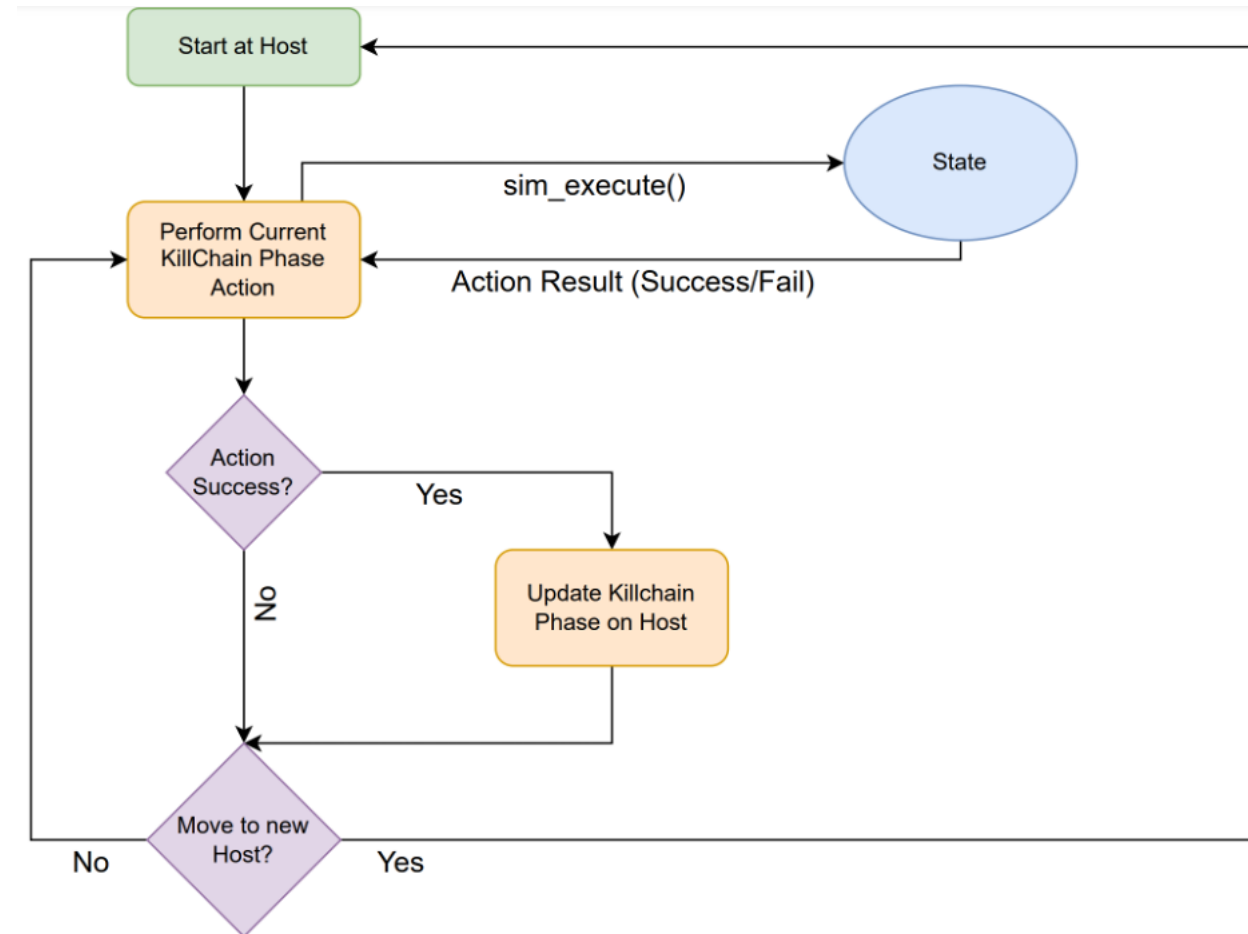 Start at Host
State
sim_execute()
Perform Current
KillChain Phase
Action
Action Result (Success/Fail)
Action
Success?
Yes
No
Update Killchain
Phase on Host
Move to new
Host?
No
Yes